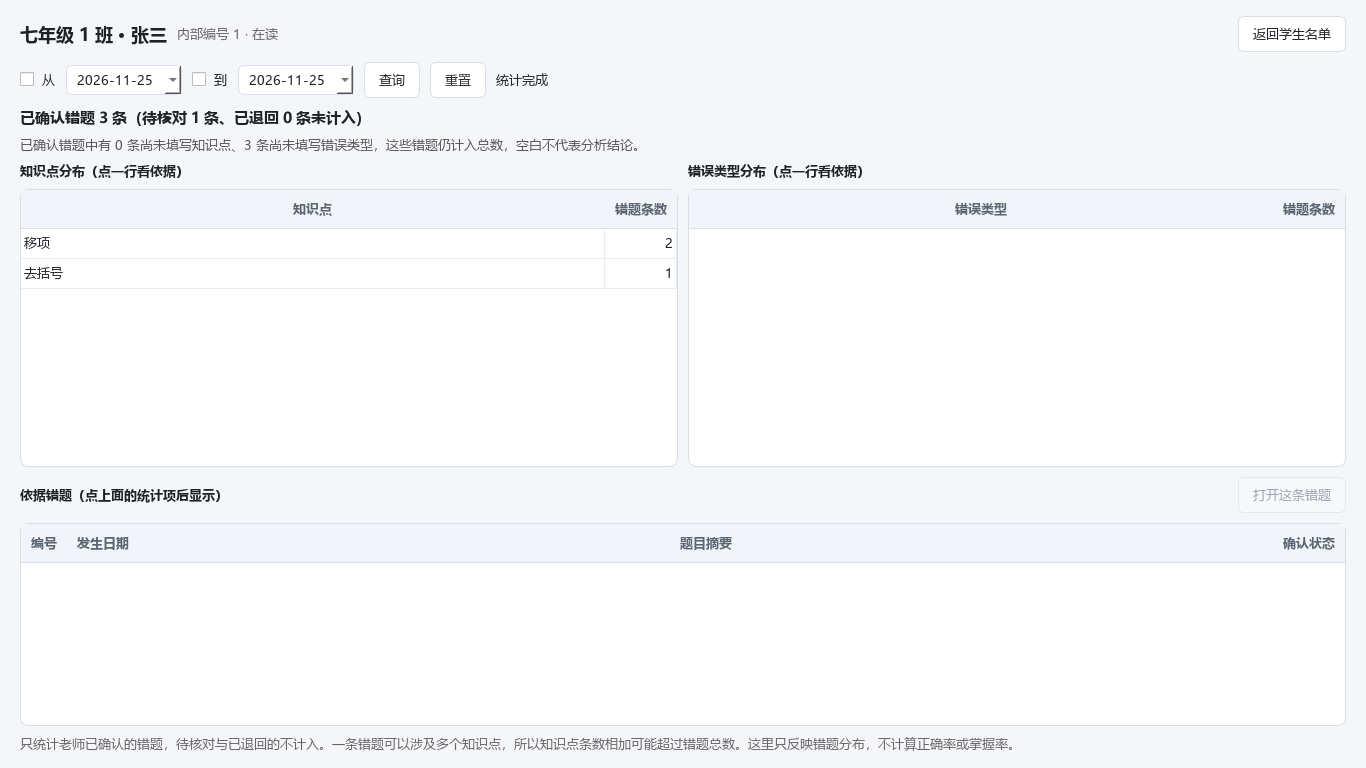 七年级 1 班 • 张三 内部编号 1 · 在读 返回学生名单
从 2026-11-25 到 2026-11-25 查询 重置 统计完成
已确认错题 3 条（待核对 1 条、已退回 0 条未计入）
已确认错题中有 0 条尚未填写知识点、3 条尚未填写错误类型，这些错题仍计入总数，空白不代表分析结论。
知识点分布（点一行看依据） 错误类型分布（点一行看依据）
知识点 错题条数 错误类型 错题条数
移项 2
去括号 1
依据错题（点上面的统计项后显示） 打开这条错题
编号 发生日期 题目摘要 确认状态
只统计老师已确认的错题，待核对与已退回的不计入。一条错题可以涉及多个知识点，所以知识点条数相加可能超过错题总数。这里只反映错题分布，不计算正确率或掌握率。